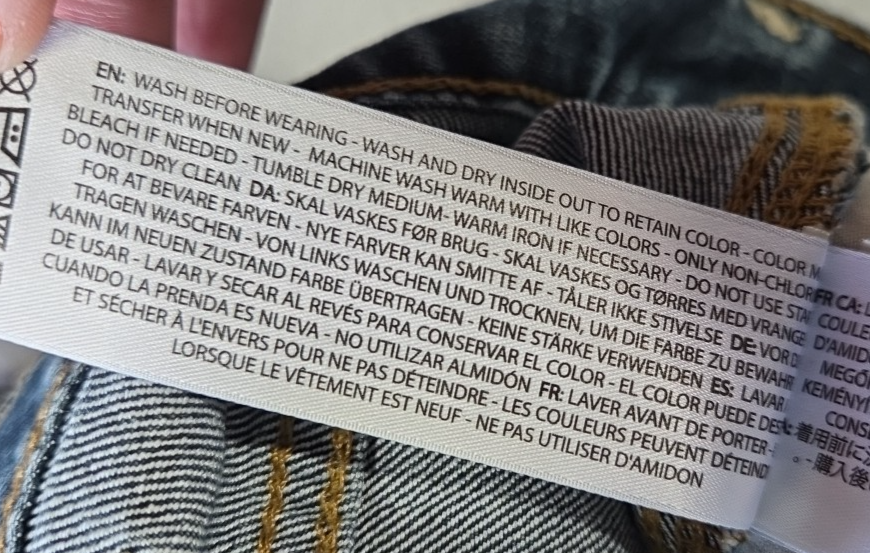 EN: WASH BEFORE WEARING - WASH AND DRY INSIDE OUT TO RETAIN COLOR - COLOR
TRANSFER WHEN NEW - MACHINE WASH WARM WITH LIKE COLORS - ONLY NON-CHLOR
BLEACH IF NEEDED - TUMBLE DRY MEDIUM- WARM IRON IF NECESSARY - DO NOT USE STA
DO NOT DRY CLEAN DA: SKAL VASKES FØR BRUG - SKAL VASKES OG TØRRES MED VRANGE
FOR AT BEVARE FARVEN - NYE FARVER KAN SMITTE AF - TÅLER IKKE STIVELSE DE: VOR
TRAGEN WASCHEN - VON LINKS WASCHEN UND TROCKNEN, UM DIE FARBE ZU BEWAHR
KANN IM NEUEN ZUSTAND FARBE ÜBERTRAGEN - KEINE STÄRKE VERWENDEN ES: LAVAR
DE USAR - LAVAR Y SECAR AL REVÉS PARA CONSERVAR EL COLOR - EL COLOR PUEDE
CUANDO LA PRENDA ES NUEVA - NO UTILIZAR ALMIDÓN FR: LAVER AVANT DE PORTER -
ET SÉCHER À L'ENVERS POUR NE PAS DÉTEINDRE - LES COULEURS PEUVENT DÉTEIND
LORSQUE LE VÊTEMENT EST NEUF - NE PAS UTILISER D'AMIDON
FR CA:
COULE
D'AMID
MEGŐ
KEMÉNYÍ
CONS
着用前に
。- 購入後